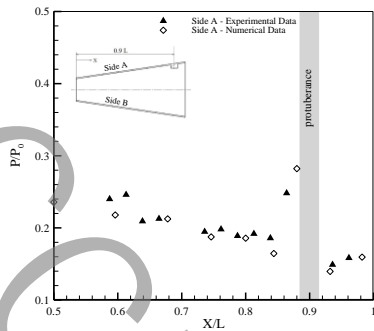 Side A - Experimental Data
Side A - Numerical Data
0.9 L
X
Side A
Side B
protuberance
P/P0
0.5
0.4
0.3
0.2
0.1
0.5
0.6
0.7
0.8
0.9
1
X/L